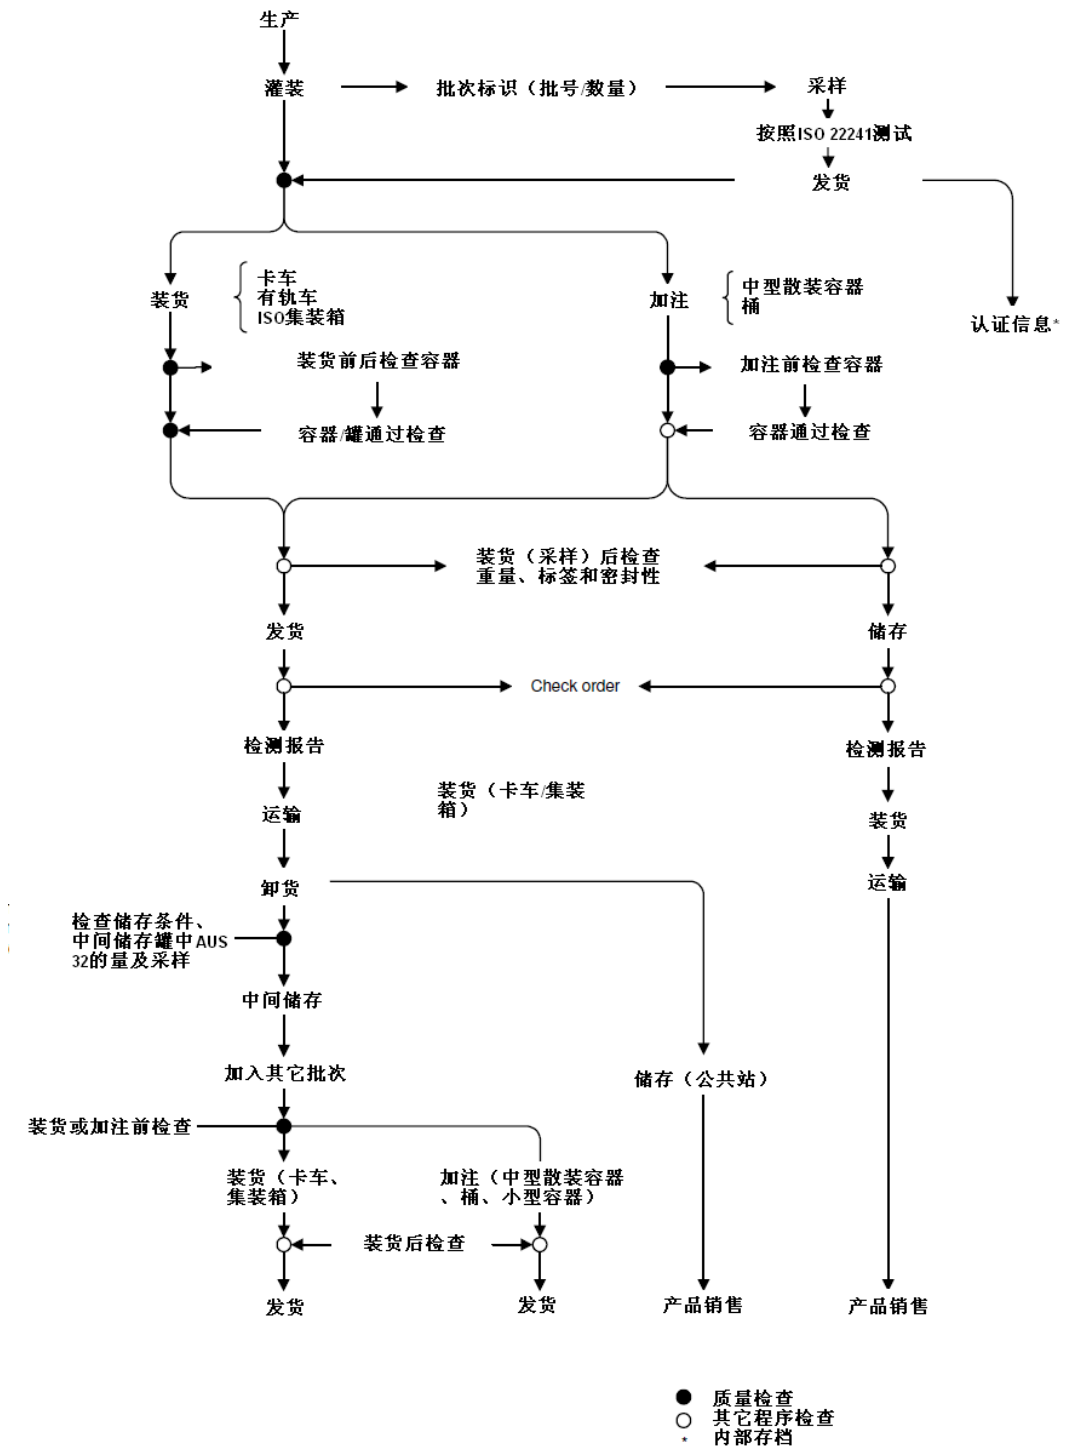 生产
灌装
批次标识（批号/数量）
采样
按照ISO 22241测试
发货
装货
卡车
有轨车
ISO集装箱
加注
中型散装容器
桶
认证信息*
装货前后检查容器
加注前检查容器
容器/罐通过检查
容器通过检查
装货（采样）后检查
重量、标签和密封性
发货
储存
Check order
检测报告
检测报告
装货（卡车/集装
箱）
运输
装货
卸货
运输
检查储存条件、
中间储存罐中AUS
32的量及采样
中间储存
加入其它批次
储存（公共站）
装货或加注前检查
装货（卡车、
集装箱）
加注（中型散装容器
、桶、小型容器）
装货后检查
发货
发货
产品销售
产品销售
质量检查
其它程序检查
* 内部存档